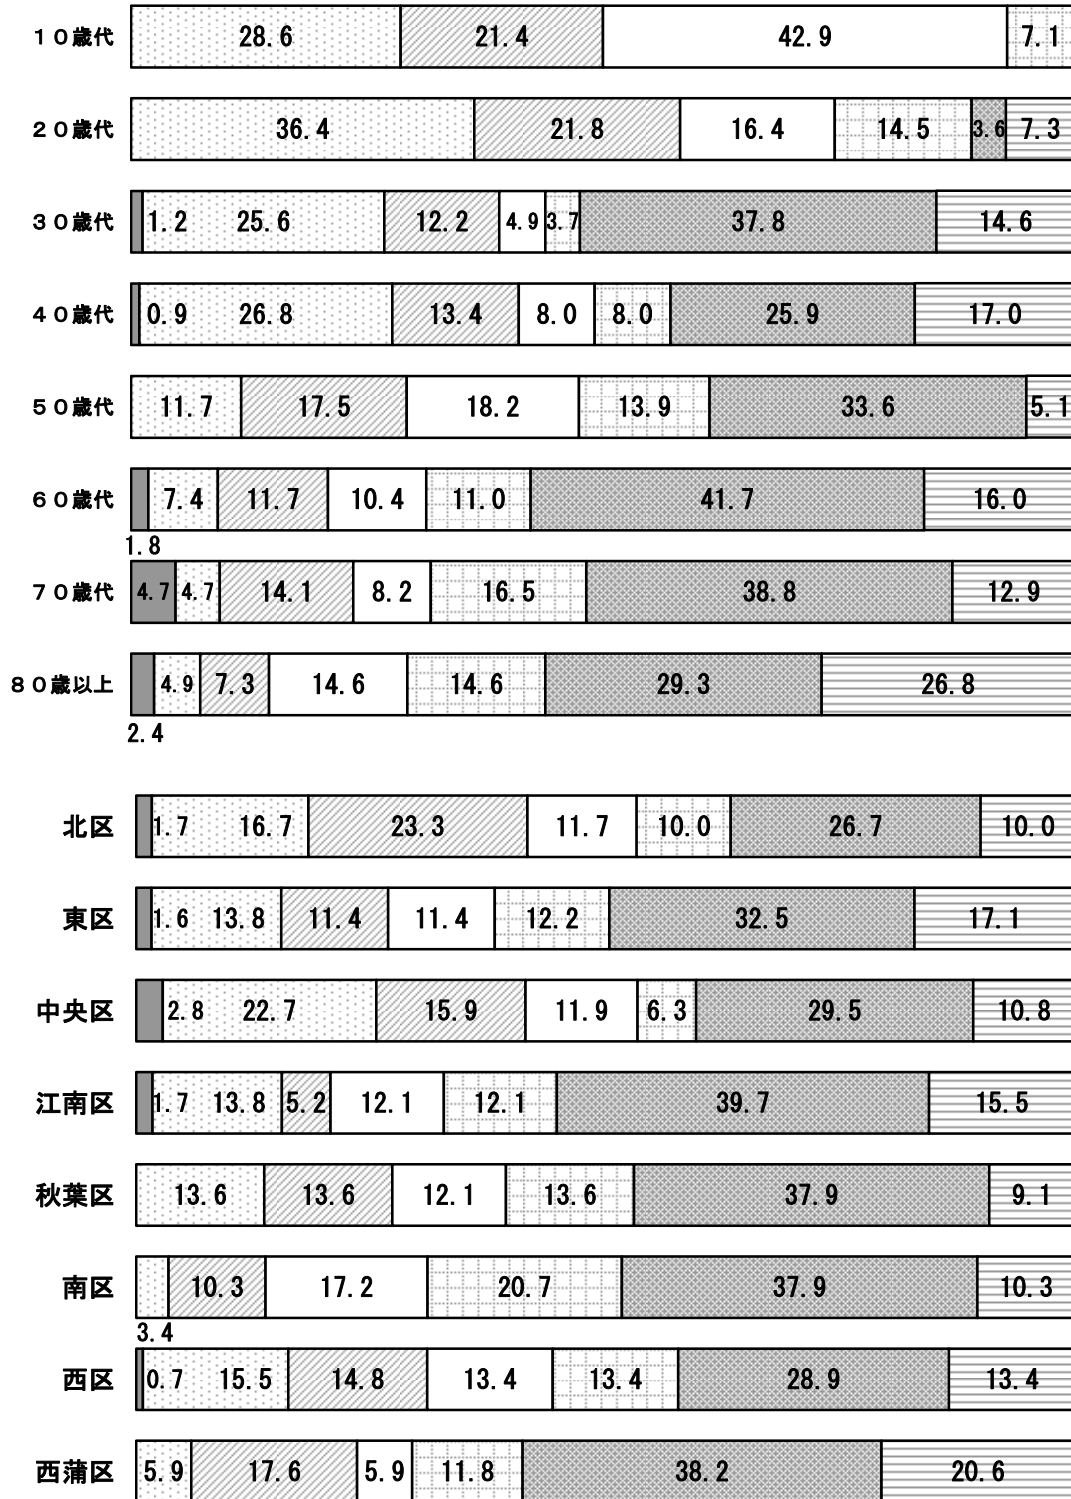 １０歳代 28.6 21.4 42.9 7.1
２０歳代 36.4 21.8 16.4 14.5 3.6 7.3
３０歳代 1.2 25.6 12.2 4.9 3.7 37.8 14.6
４０歳代 0.9 26.8 13.4 8.0 8.0 25.9 17.0
５０歳代 11.7 17.5 18.2 13.9 33.6 5.1
６０歳代 7.4 11.7 10.4 11.0 41.7 16.0
1.8
７０歳代 4.7 4.7 14.1 8.2 16.5 38.8 12.9
８０歳以上 4.9 7.3 14.6 14.6 29.3 26.8
2.4
北区 1.7 16.7 23.3 11.7 10.0 26.7 10.0
東区 1.6 13.8 11.4 11.4 12.2 32.5 17.1
中央区 2.8 22.7 15.9 11.9 6.3 29.5 10.8
江南区 1.7 13.8 5.2 12.1 12.1 39.7 15.5
秋葉区 13.6 13.6 12.1 13.6 37.9 9.1
南区 10.3 17.2 20.7 37.9 10.3
3.4
西区 0.7 15.5 14.8 13.4 13.4 28.9 13.4
西蒲区 5.9 17.6 5.9 11.8 38.2 20.6